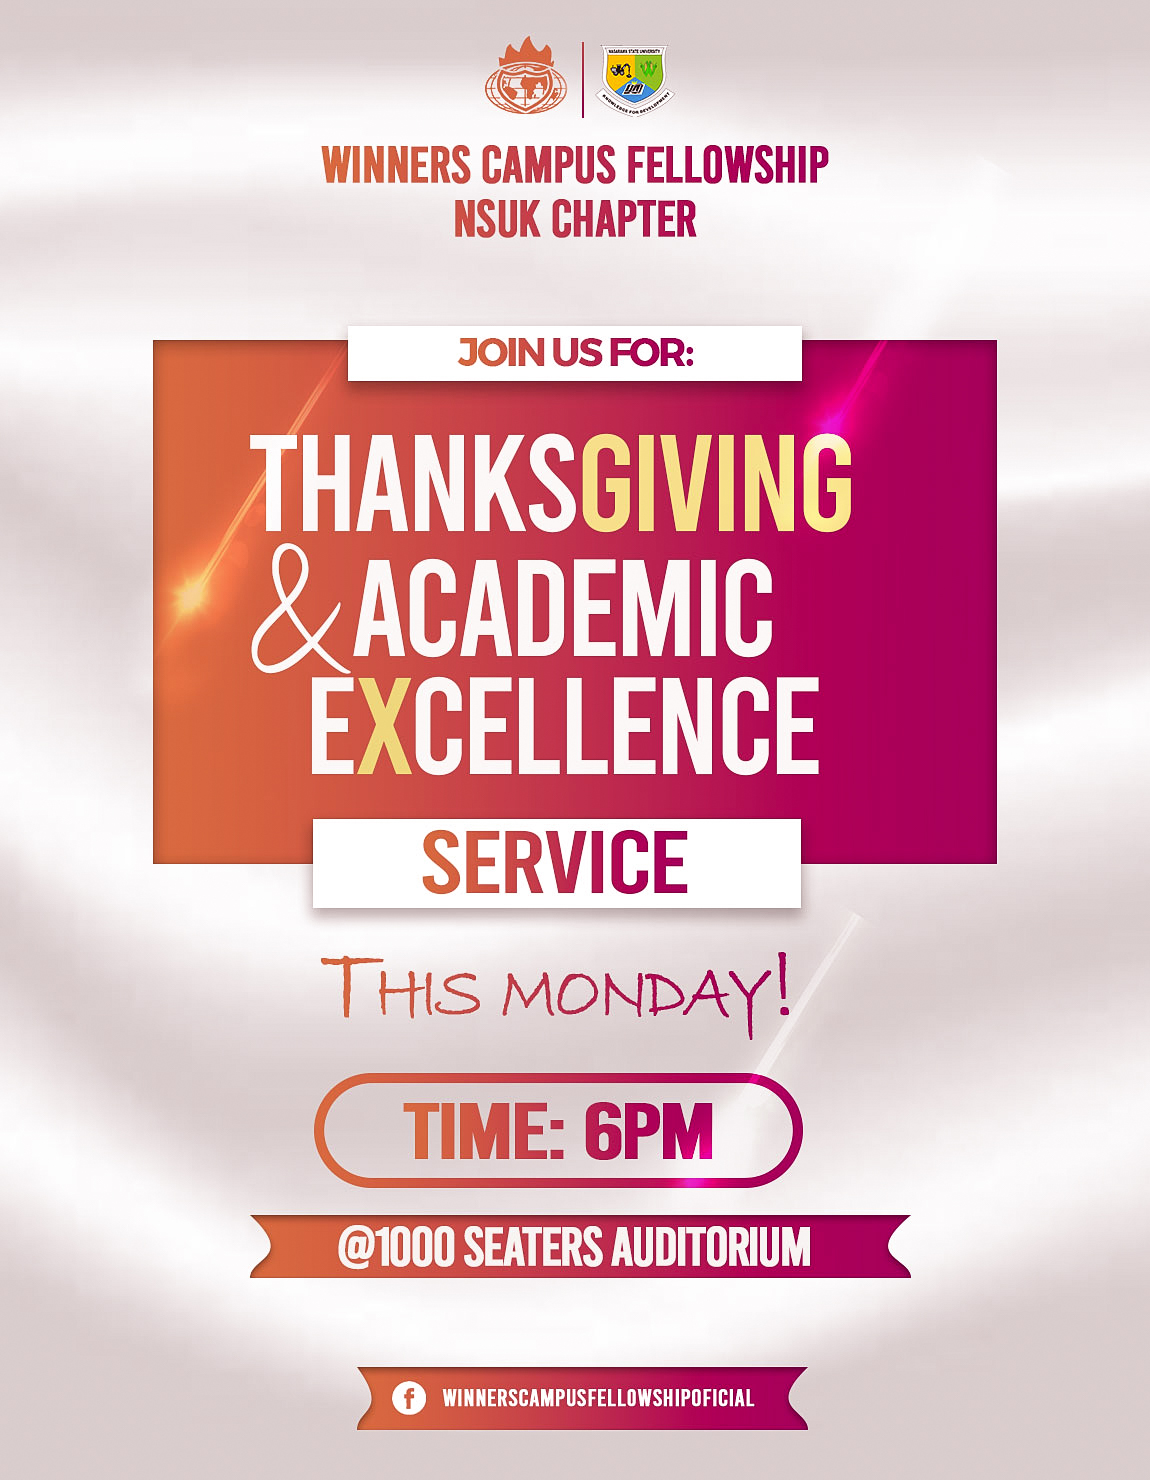 NASARAWA STATE UNIVERSITY
KNOWLEDGE FOR DEVELOPMENT
WINNERS CAMPUS FELLOWSHIP
NSUK CHAPTER
JOIN US FOR:
THANKSGIVING
& ACADEMIC
EXCELLENCE
SERVICE
THIS MONDAY!
TIME: 6PM
@1000 SEATERS AUDITORIUM
WINNERSCAMPUSFELLOWSHIPOFICIAL